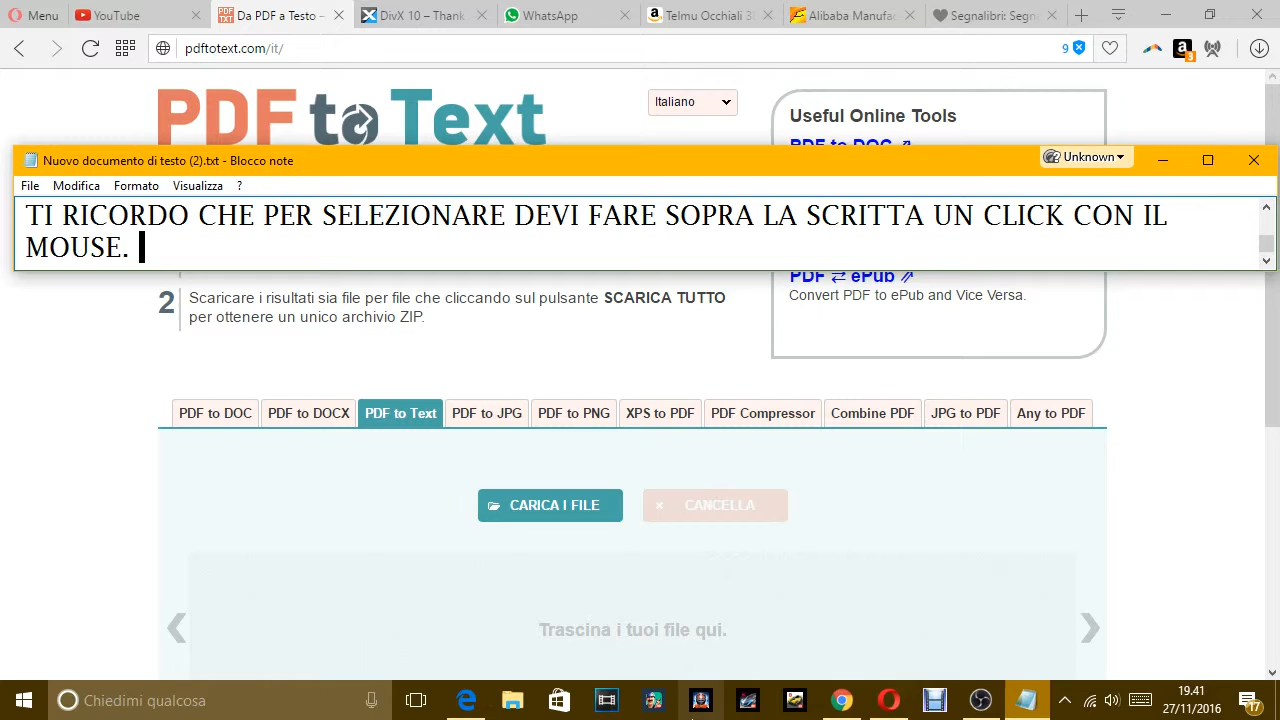 YouTube
Da PDF a Testo –
DivX 10 – Thank
WhatsApp
Telmu Occhiali 3
Alibaba Manufac
Segnalibri: Segni
pdftotext.com/it/
9
3
PDF to Text
Italiano
Useful Online Tools
Nuovo documento di testo (2).txt - Blocco note
Unknown
File Modifica Formato Visualizza ?
TI RICORDO CHE PER SELEZIONARE DEVI FARE SOPRA LA SCRITTA UN CLICK CON IL
MOUSE.
PDF ⇄ ePub
Convert PDF to ePub and Vice Versa.
2 Scaricare i risultati sia file per file che cliccando sul pulsante SCARICA TUTTO
per ottenere un unico archivio ZIP.
PDF to DOC PDF to DOCX PDF to Text PDF to JPG PDF to PNG XPS to PDF PDF Compressor Combine PDF JPG to PDF Any to PDF
CARICA I FILE
CANCELLA
Trascina i tuoi file qui.
Chiedimi qualcosa
19.41
27/11/2016
17